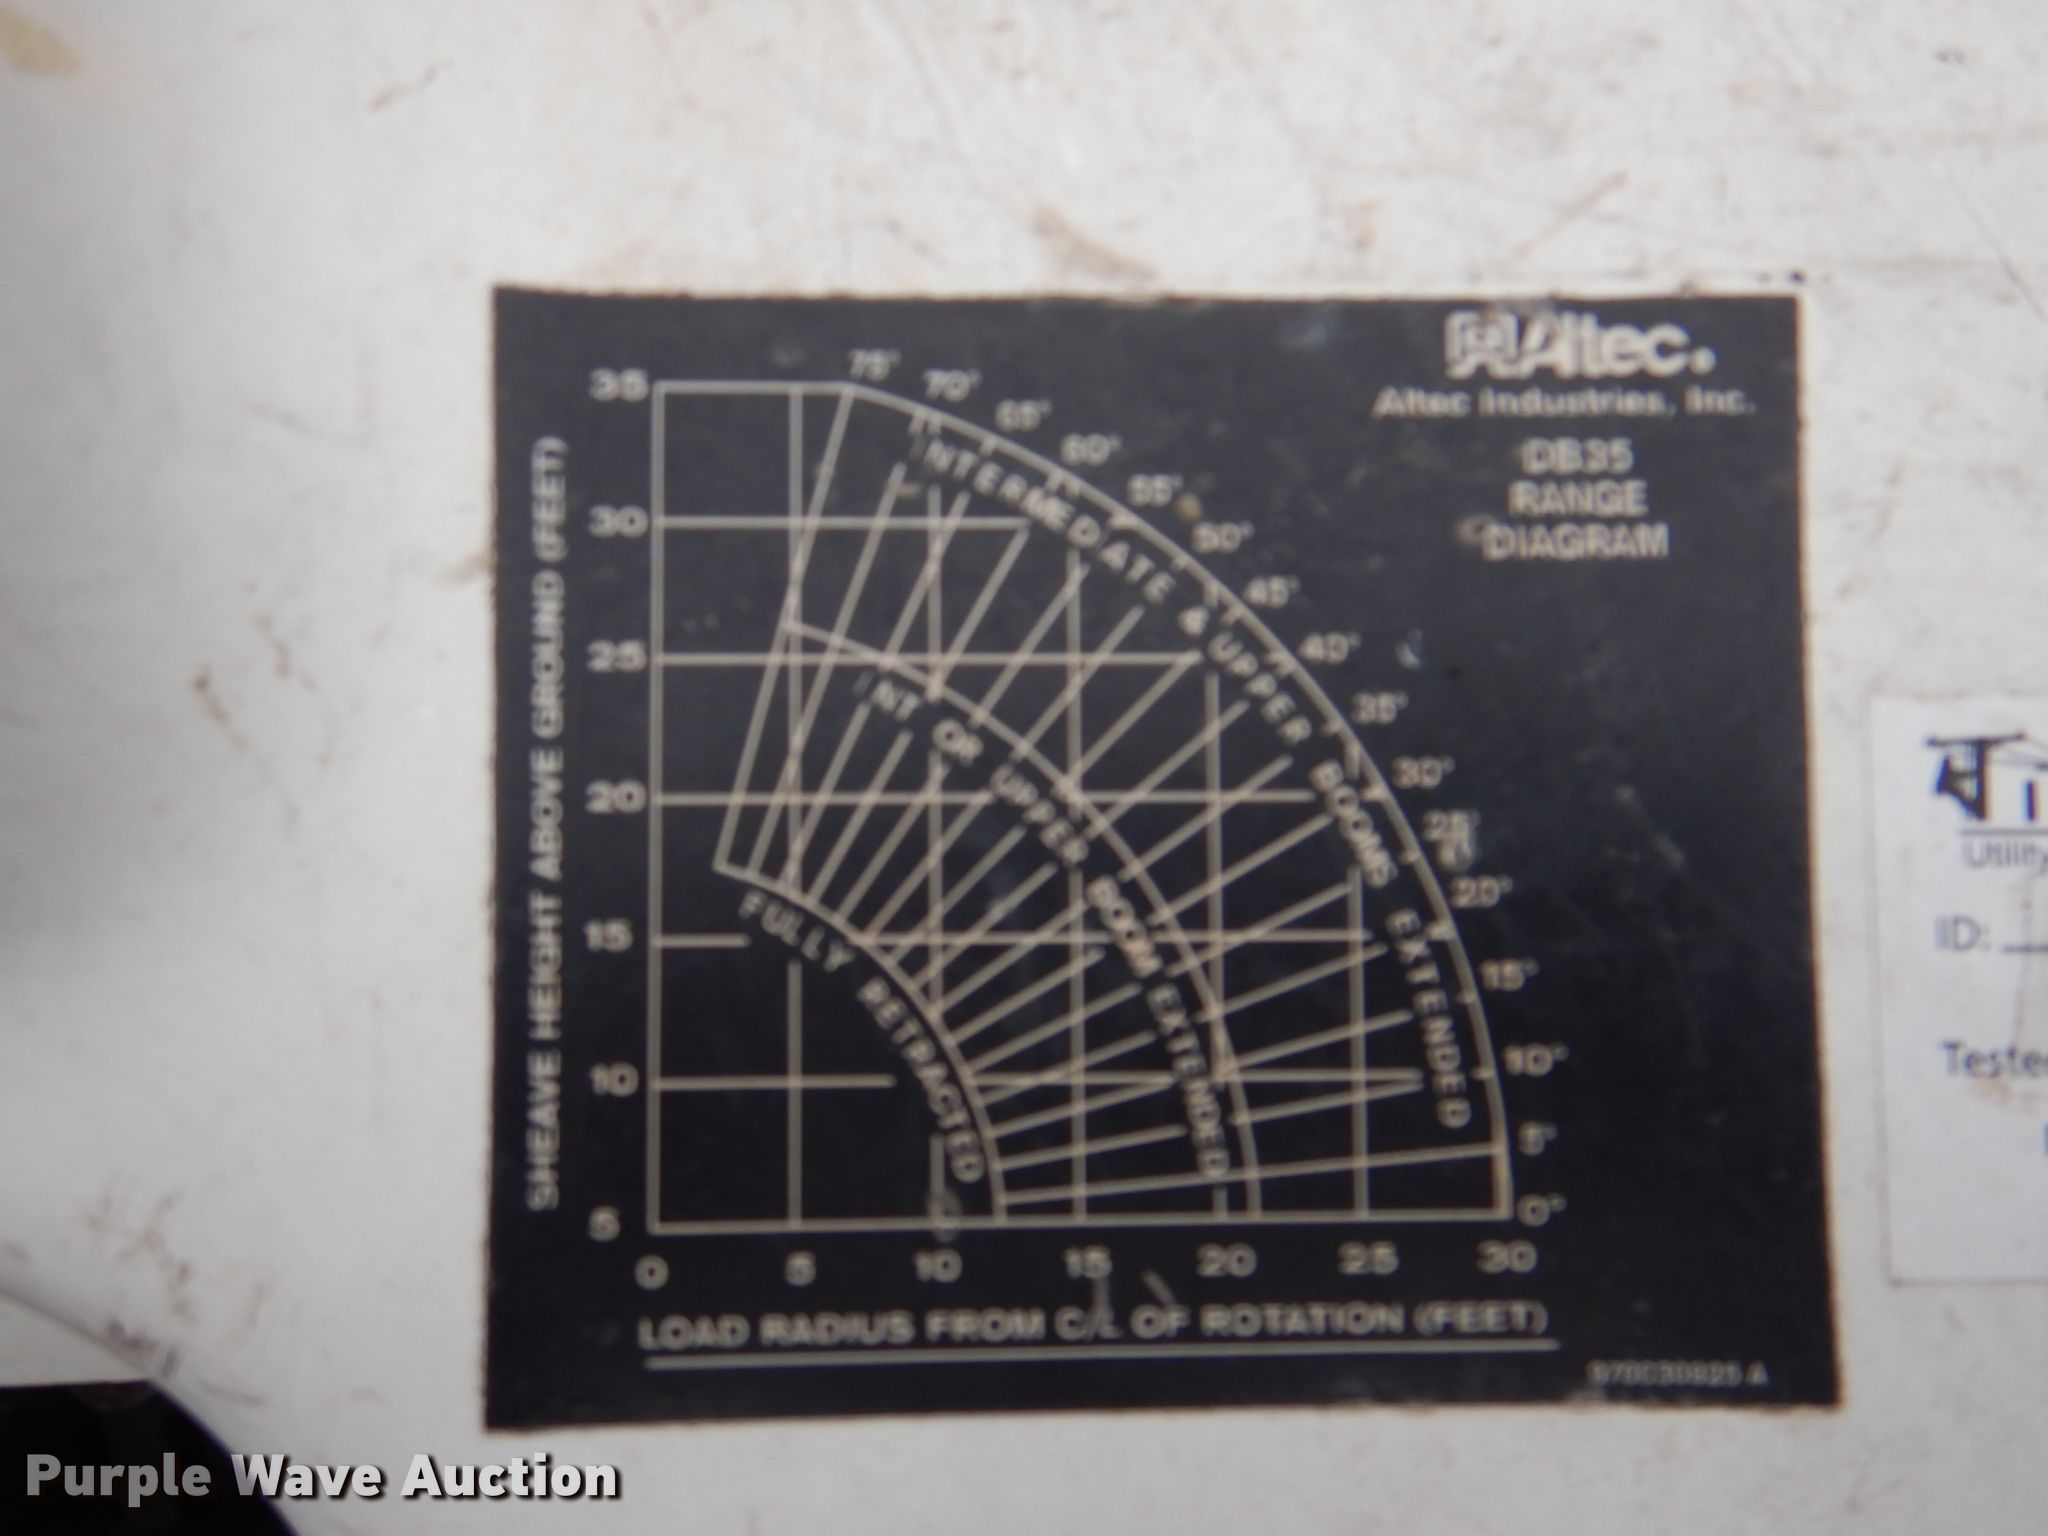 Altec.
Altec Industries, Inc.
DB35
RANGE
DIAGRAM
SHEAVE HEIGHT ABOVE GROUND (FEET)
35
30
25
20
15
10
5
75°
70°
65°
60°
55°
50°
45°
40°
35°
30°
25°
20°
15°
10°
5°
0°
INTERMEDIATE & UPPER BOOMS EXTENDED
INT OR UPPER BOOM EXTENDED
FULLY RETRACTED
0 5 10 15 20 25 30
LOAD RADIUS FROM C/L OF ROTATION (FEET)
Utility
ID:
Teste
Purple Wave Auction